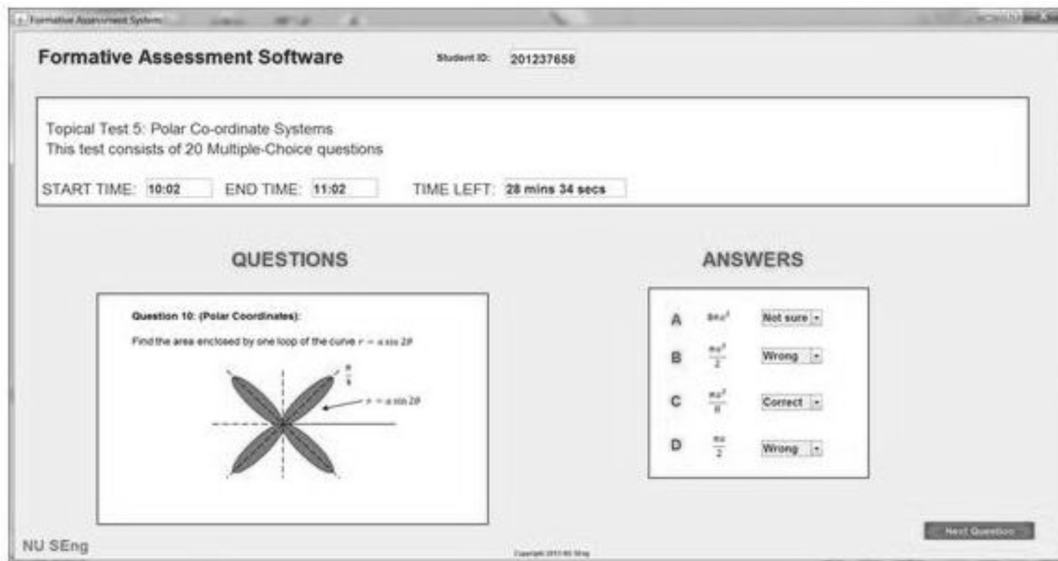 Formative Assessment System
Formative Assessment Software Student ID: 201237658
Topical Test 5: Polar Co-ordinate Systems
This test consists of 20 Multiple-Choice questions
START TIME: 10:02 END TIME: 11:02 TIME LEFT: 28 mins 34 secs
QUESTIONS
Question 10: (Polar Coordinates):
Find the area enclosed by one loop of the curve r = a sin 2θ
r = a sin 2θ
ANSWERS
A Not sure
B Wrong
C Correct
D Wrong
Next Question
NU SEng